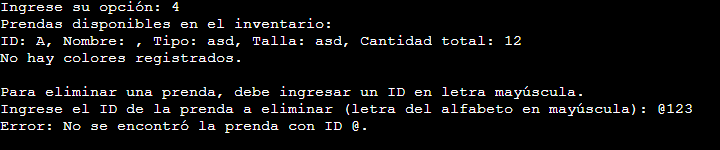 Ingrese su opción: 4
Prendas disponibles en el inventario:
ID: A, Nombre: , Tipo: asd, Talla: asd, Cantidad total: 12
No hay colores registrados.
Para eliminar una prenda, debe ingresar un ID en letra mayúscula.
Ingrese el ID de la prenda a eliminar (letra del alfabeto en mayúscula): @123
Error: No se encontró la prenda con ID @.